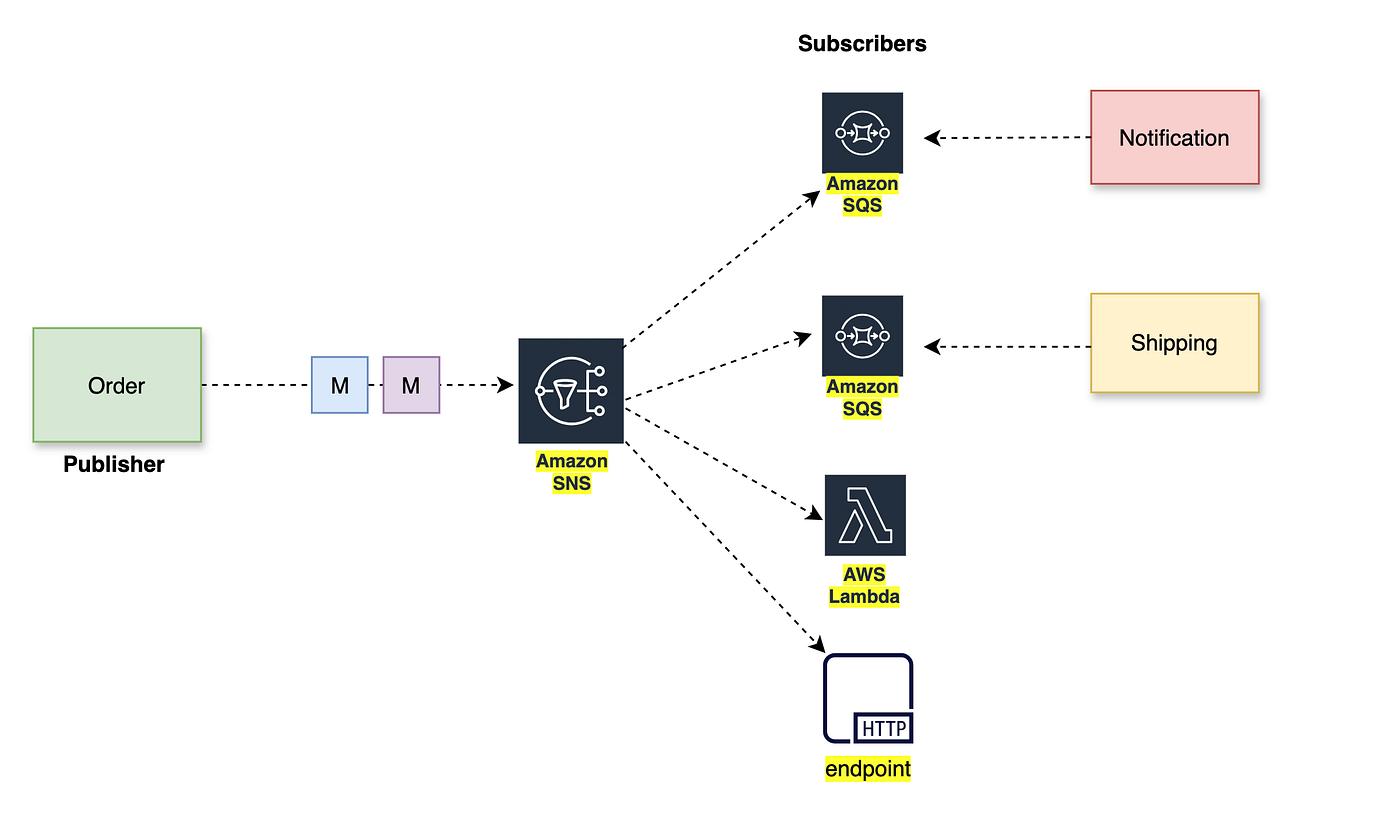 Subscribers
Amazon
SQS
Notification
Amazon
SQS
Shipping
Order
Publisher
M
M
Amazon
SNS
AWS
Lambda
HTTP
endpoint